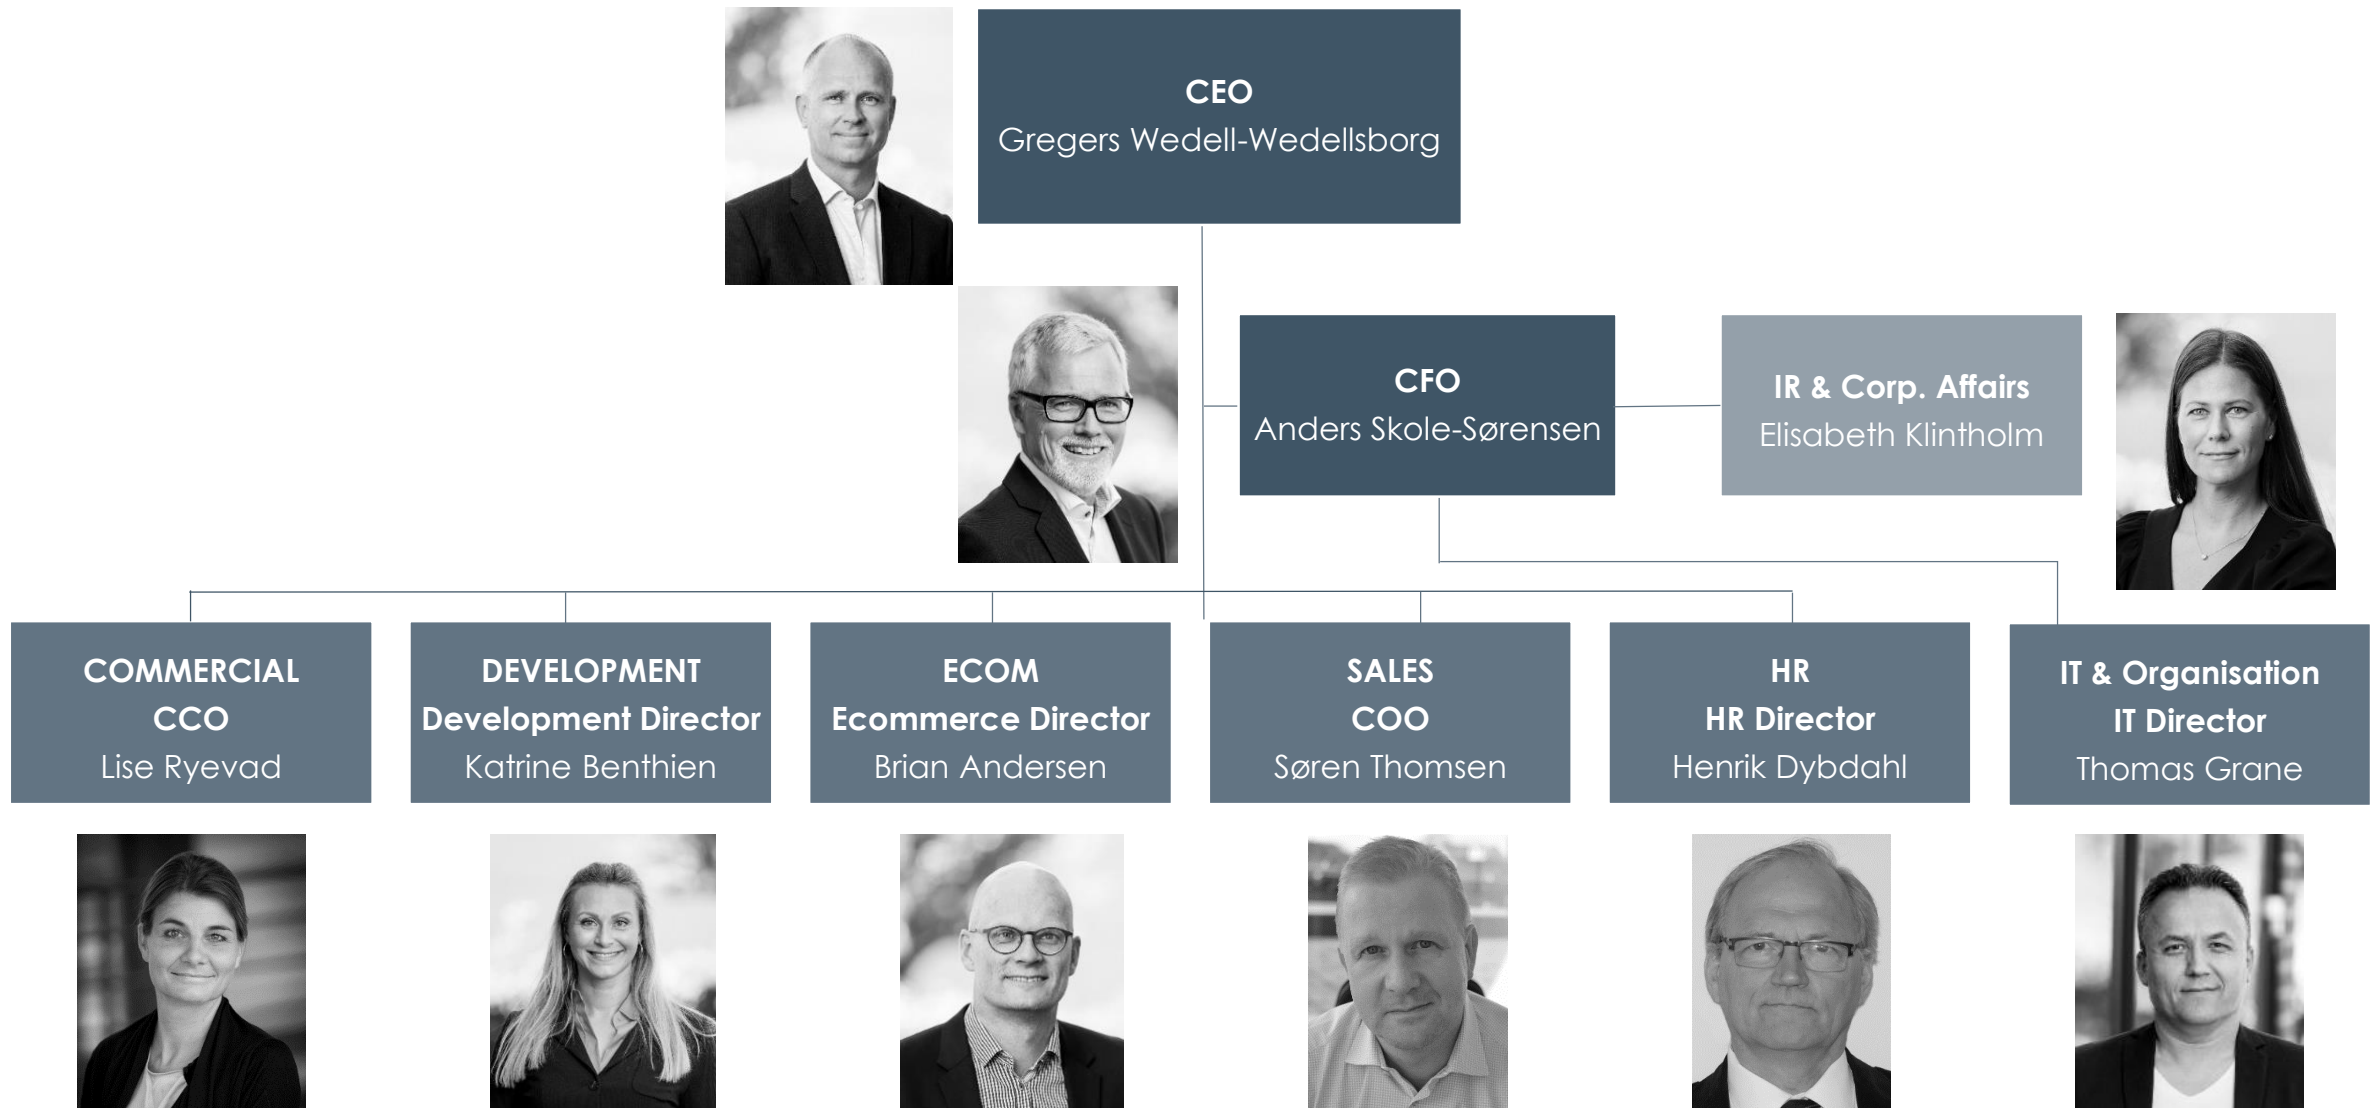 CEO
Gregers Wedell-Wedellsborg
CFO
Anders Skole-Sørensen
IR & Corp. Affairs
Elisabeth Klintholm
COMMERCIAL
CCO
Lise Ryevad
DEVELOPMENT
Development Director
Katrine Benthien
ECOM
Ecommerce Director
Brian Andersen
SALES
COO
Søren Thomsen
HR
HR Director
Henrik Dybdahl
IT & Organisation
IT Director
Thomas Grane